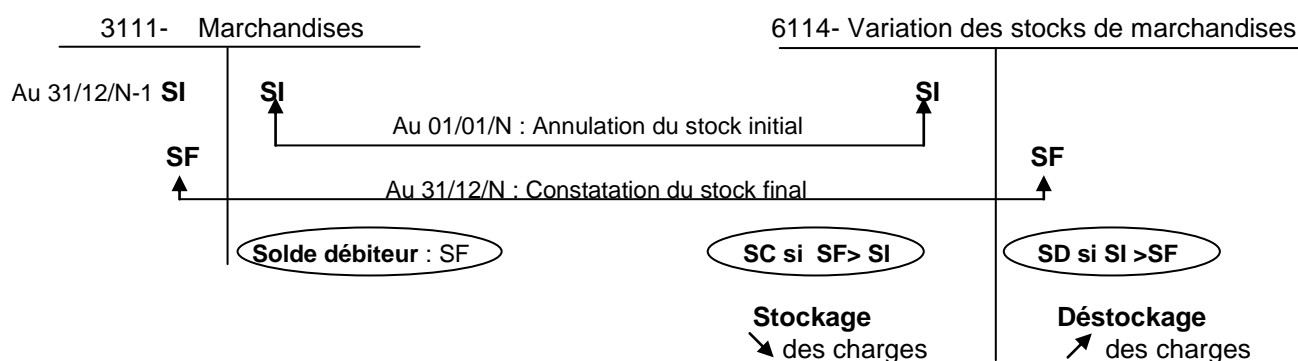 3111- Marchandises 6114- Variation des stocks de marchandises
Au 31/12/N-1 SI SI SI
Au 01/01/N : Annulation du stock initial
SF SF
Au 31/12/N : Constatation du stock final
Solde débiteur : SF SC si SF> SI SD si SI >SF
Stockage Déstockage
des charges des charges